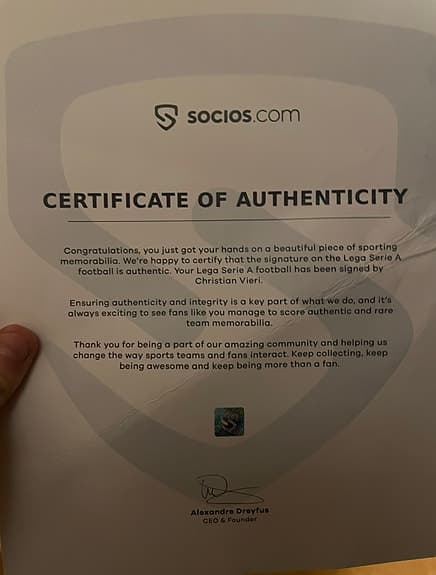 SOCIOS.com
CERTIFICATE OF AUTHENTICITY
Congratulations, you just got your hands on a beautiful piece of sporting
memorabilia. We're happy to certify that the signature on the Lega Serie A
football is authentic. Your Lega Serie A football has been signed by
Christian Vieri.
Ensuring authenticity and integrity is a key part of what we do, and it's
always exciting to see fans like you manage to score authentic and rare
team memorabilia.
Thank you for being a part of our amazing community and helping us
change the way sports teams and fans interact. Keep collecting, keep
being awesome and keep being more than a fan.
Alexandre Dreyfus
CEO & Founder